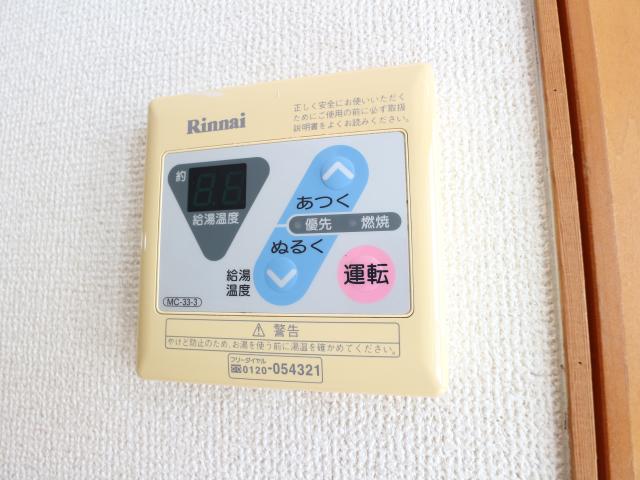 Rinnai
正しく安全にお使いいただく
ためにご使用の前に必ず取扱
説明書をよくお読みください。
約
給湯温度
あつく
優先 燃焼
ぬるく
給湯
温度
運転
MC-33-3
⚠ 警告
やけど防止のため、お湯を使う前に湯温を確かめてください。
フリーダイヤル
0120-054321